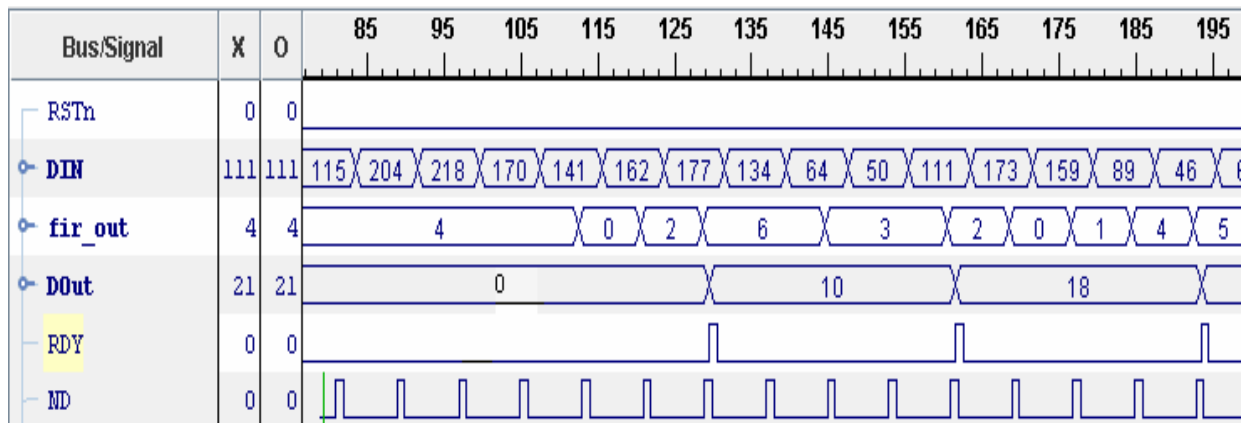 Bus/Signal X O 85 95 105 115 125 135 145 155 165 175 185 195
RSTn 0 0
DIN 111 111 115 204 218 170 141 162 177 134 64 50 111 173 159 89 46
fir_out 4 4 4 0 2 6 3 2 0 1 4 5
DOut 21 21 0 10 18
RDY 0 0
ND 0 0